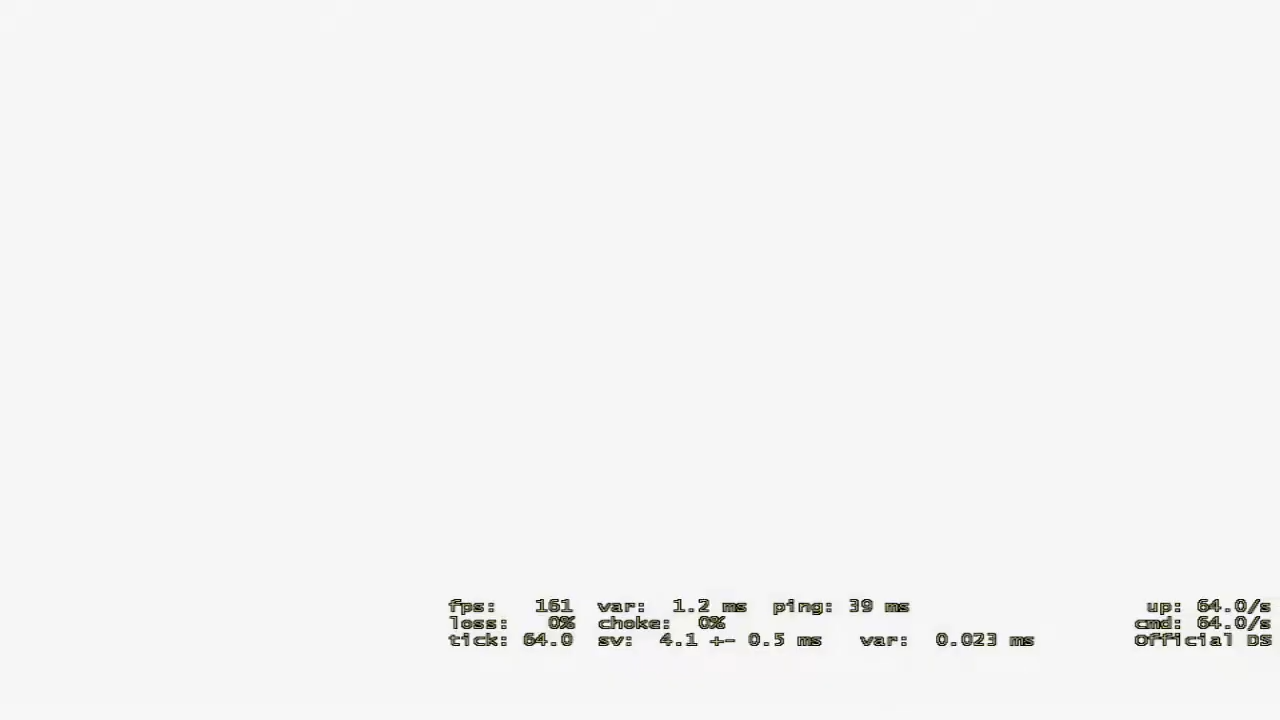 fps: 161 var: 1.2 ms ping: 39 ms up: 64.0/s
loss: 0% choke: 0% cmd: 64.0/s
tick: 64.0 sv: 4.1 +- 0.5 ms var: 0.023 ms Official DS